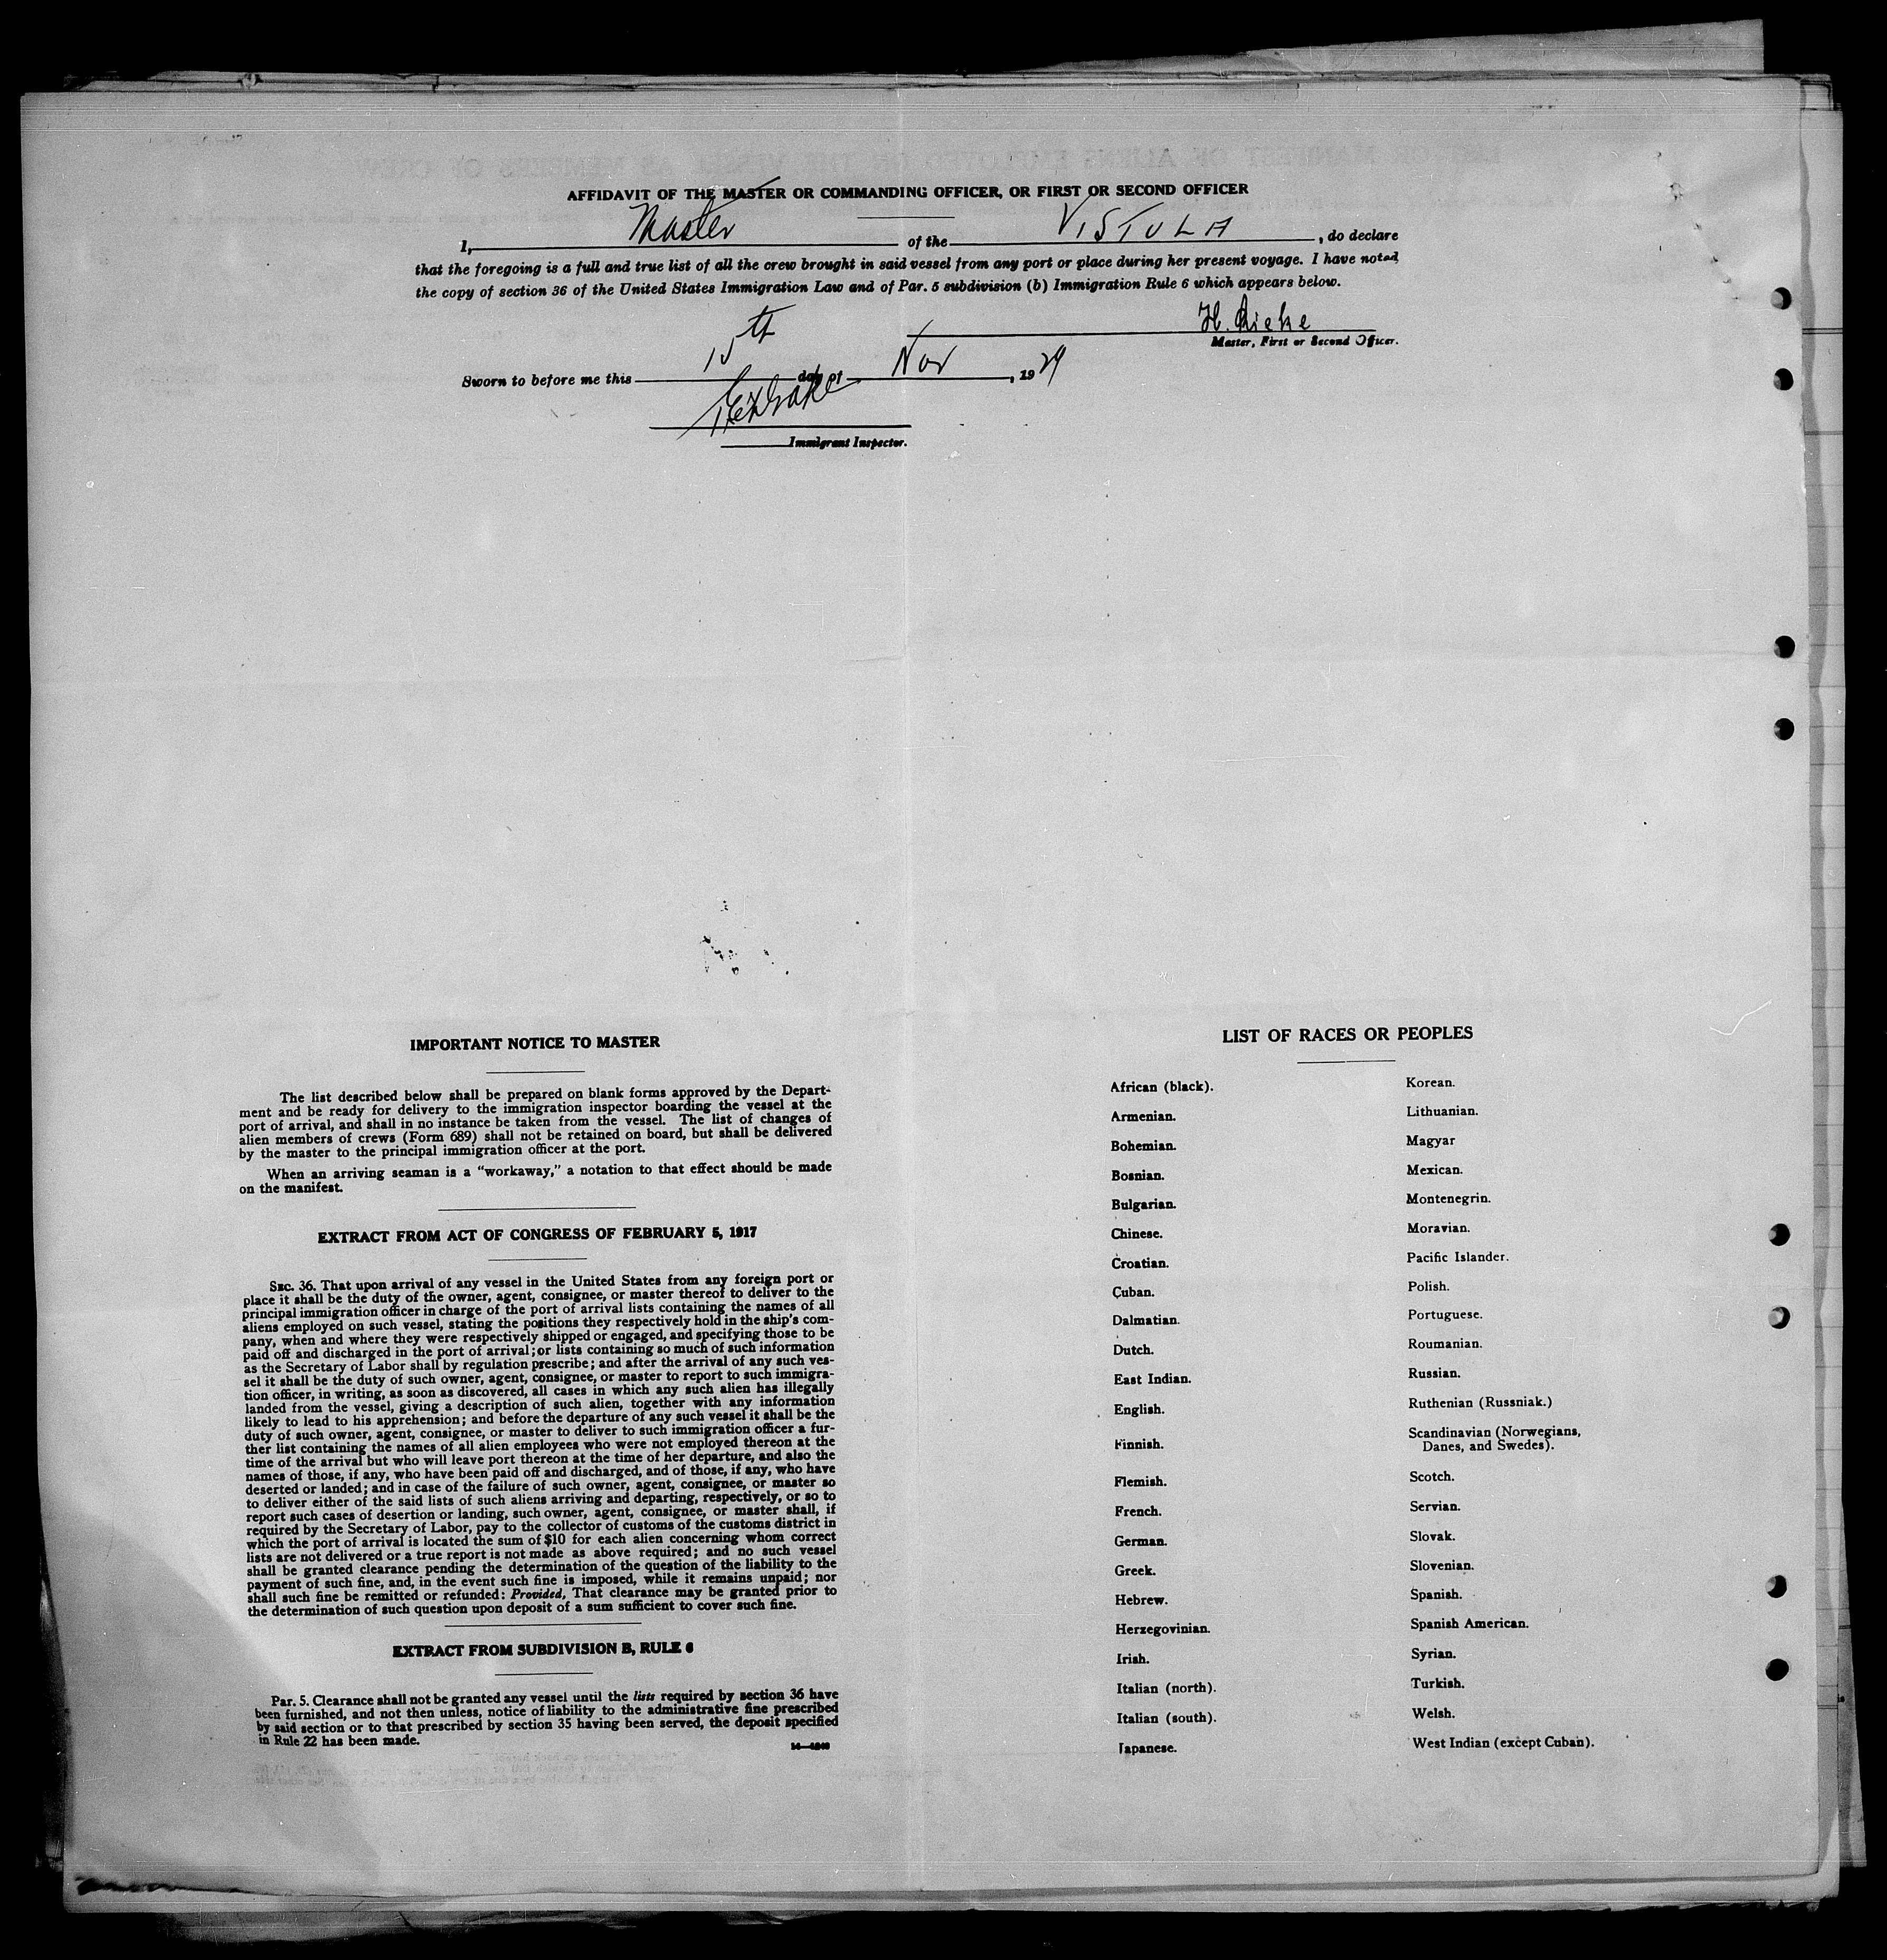 AFFIDAVIT OF THE MASTER OR COMMANDING OFFICER, OR FIRST OR SECOND OFFICER
I, Master of the VISTULA, do declare
that the foregoing is a full and true list of all the crew brought in said vessel from any port or place during her present voyage. I have noted
the copy of section 36 of the United States Immigration Law and of Par. 5 subdivision (b) Immigration Rule 6 which appears below.
Master, First or Second Officer.
Sworn to before me this 15th day of Nov, 1929
Immigrant Inspector.
IMPORTANT NOTICE TO MASTER
The list described below shall be prepared on blank forms approved by the Depart-
ment and be ready for delivery to the immigration inspector boarding the vessel at the
port of arrival, and shall in no instance be taken from the vessel. The list of changes of
alien members of crews (Form 689) shall not be retained on board, but shall be delivered
by the master to the principal immigration officer at the port.
When an arriving seaman is a "workaway," a notation to that effect should be made
on the manifest.
EXTRACT FROM ACT OF CONGRESS OF FEBRUARY 5, 1917
SEC. 36. That upon arrival of any vessel in the United States from any foreign port or
place it shall be the duty of the owner, agent, consignee, or master thereof to deliver to the
principal immigration officer in charge of the port of arrival lists containing the names of all
aliens employed on such vessel, stating the positions they respectively hold in the ship's com-
pany, when and where they were respectively shipped or engaged, and specifying those to be
paid off and discharged in the port of arrival; or lists containing so much of such information
as the Secretary of Labor shall by regulation prescribe; and after the arrival of any such ves-
sel it shall be the duty of such owner, agent, consignee, or master to report to such immigra-
tion officer, in writing, as soon as discovered, all cases in which any such alien has illegally
landed from the vessel, giving a description of such alien, together with any information
likely to lead to his apprehension; and before the departure of any such vessel it shall be the
duty of such owner, agent, consignee, or master to deliver to such immigration officer a fur-
ther list containing the names of all alien employees who were not employed thereon at the
time of the arrival but who will leave port thereon at the time of her departure, and also the
names of those, if any, who have been paid off and discharged, and of those, if any, who have
deserted or landed; and in case of the failure of such owner, agent, consignee, or master so
to deliver either of the said lists of such aliens arriving and departing, respectively, or so to
report such cases of desertion or landing, such owner, agent, consignee, or master shall, if
required by the Secretary of Labor, pay to the collector of customs of the customs district in
which the port of arrival is located the sum of $10 for each alien concerning whom correct
lists are not delivered or a true report is not made as above required; and no such vessel
shall be granted clearance pending the determination of the question of the liability to the
payment of such fine, and, in the event such fine is imposed, while it remains unpaid; nor
shall such fine be remitted or refunded: Provided, That clearance may be granted prior to
the determination of such question upon deposit of a sum sufficient to cover such fine.
EXTRACT FROM SUBDIVISION B, RULE 6
Par. 5. Clearance shall not be granted any vessel until the lists required by section 36 have
been furnished, and not then unless, notice of liability to the administrative fine prescribed
by said section or to that prescribed by section 35 having been served, the deposit specified
in Rule 22 has been made.
LIST OF RACES OR PEOPLES
African (black).
Armenian.
Bohemian.
Bosnian.
Bulgarian.
Chinese.
Croatian.
Cuban.
Dalmatian.
Dutch.
East Indian.
English.
Finnish.
Flemish.
French.
German.
Greek.
Hebrew.
Herzegovinian.
Irish.
Italian (north).
Italian (south).
Japanese.
Korean.
Lithuanian.
Magyar
Mexican.
Montenegrin.
Moravian.
Pacific Islander.
Polish.
Portuguese.
Roumanian.
Russian.
Ruthenian (Russniak.)
Scandinavian (Norwegians,
Danes, and Swedes).
Scotch.
Servian.
Slovak.
Slovenian.
Spanish.
Spanish American.
Syrian.
Turkish.
Welsh.
West Indian (except Cuban).